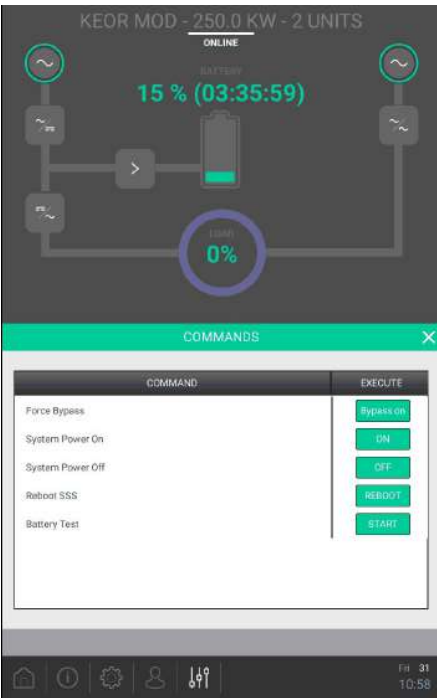 KEOR MOD - 250.0 KW - 2 UNITS
ONLINE
BATTERY
15 % (03:35:59)
LOAD
0%
COMMANDS
COMMAND EXECUTE
Force Bypass Bypass on
System Power On ON
System Power Off OFF
Reboot SSS REBOOT
Battery Test START
Fri 31
10:58